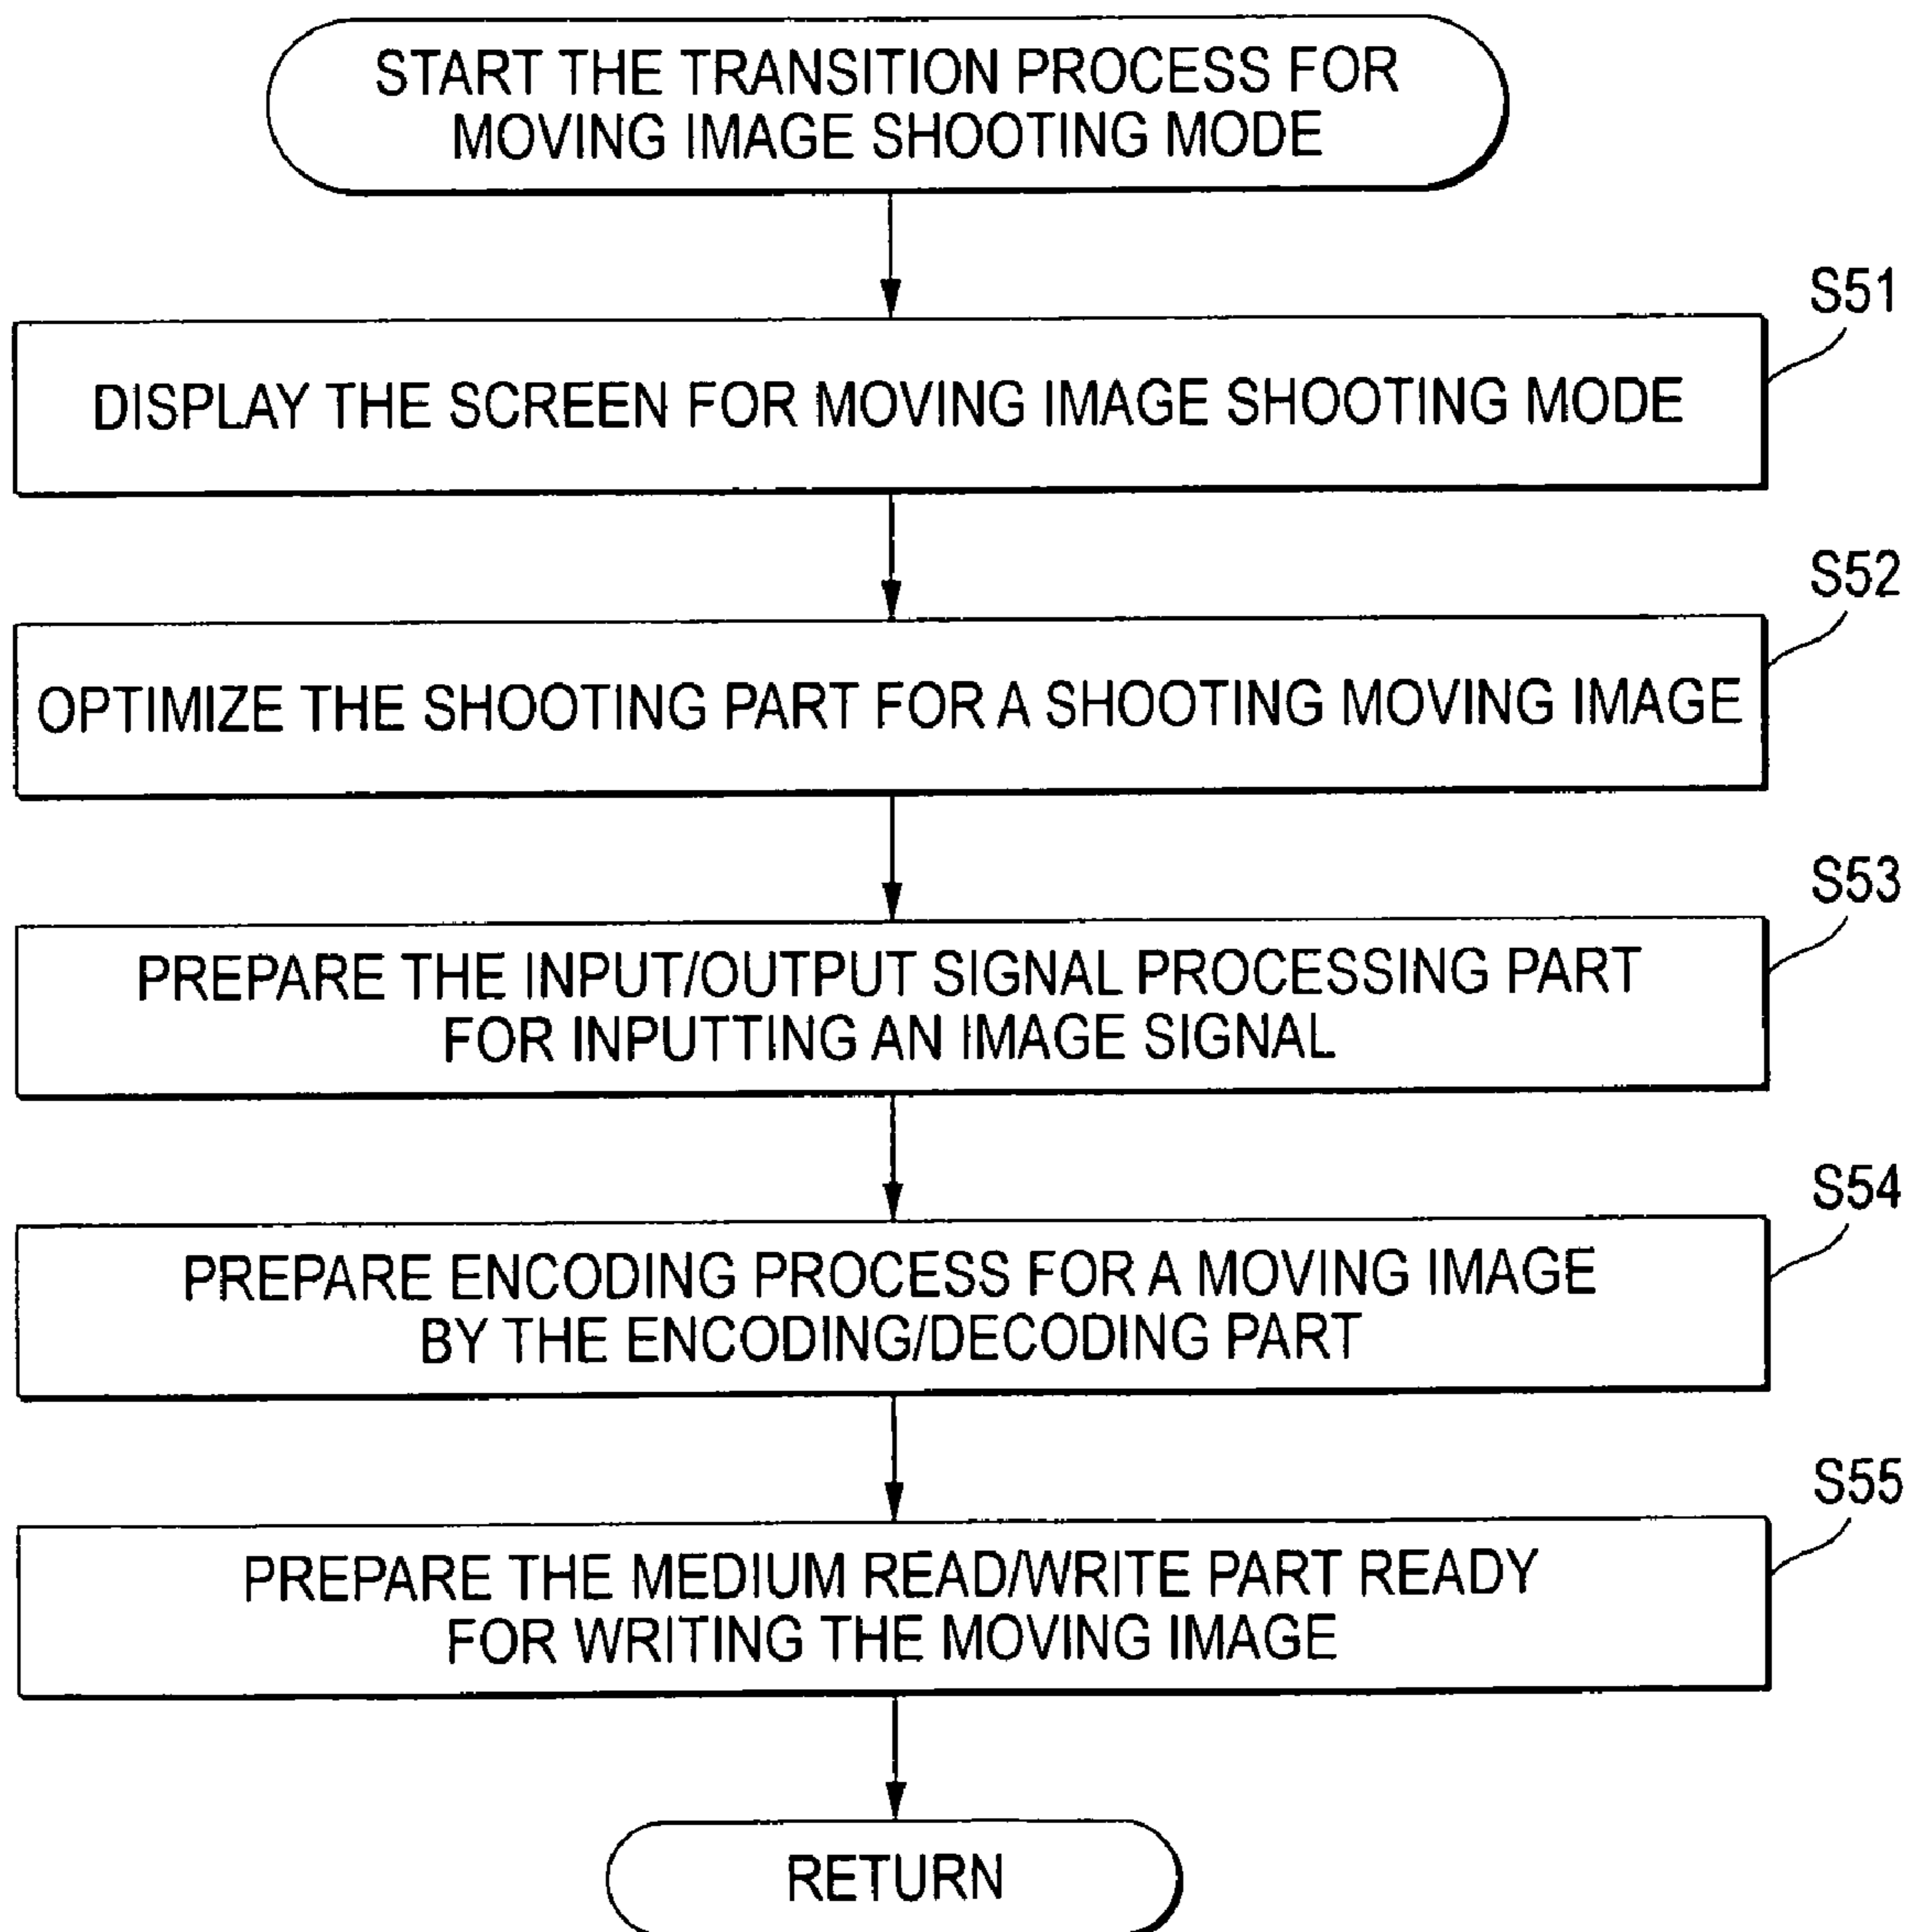 START THE TRANSITION PROCESS FOR
MOVING IMAGE SHOOTING MODE
S51
DISPLAY THE SCREEN FOR MOVING IMAGE SHOOTING MODE
S52
OPTIMIZE THE SHOOTING PART FOR A SHOOTING MOVING IMAGE
S53
PREPARE THE INPUT/OUTPUT SIGNAL PROCESSING PART
FOR INPUTTING AN IMAGE SIGNAL
S54
PREPARE ENCODING PROCESS FOR A MOVING IMAGE
BY THE ENCODING/DECODING PART
S55
PREPARE THE MEDIUM READ/WRITE PART READY
FOR WRITING THE MOVING IMAGE
RETURN